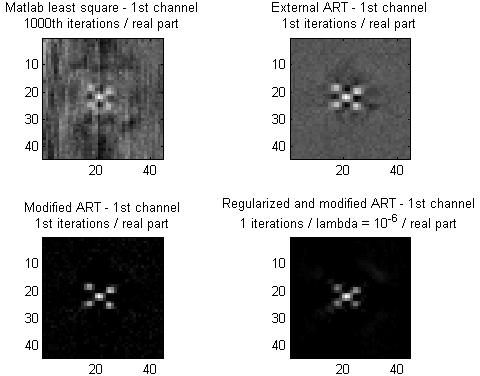 Matlab least square - 1st channel
1000th iterations / real part
10
20
30
40
20 40
External ART - 1st channel
1st iterations / real part
10
20
30
40
20 40
Modified ART - 1st channel
1st iterations / real part
10
20
30
40
20 40
Regularized and modified ART - 1st channel
1 iterations / lambda = 10⁻⁶ / real part
10
20
30
40
20 40